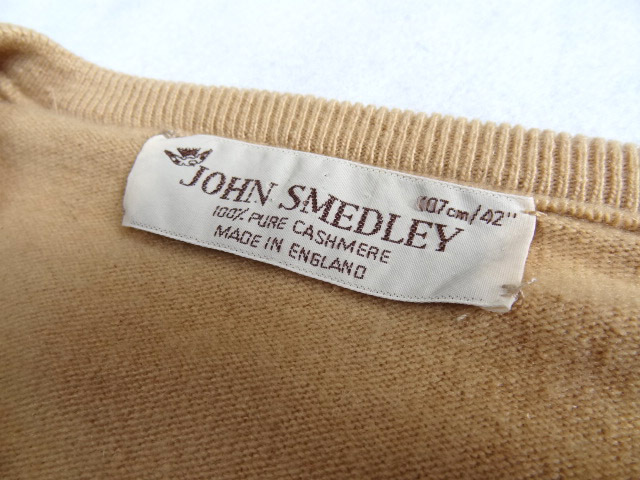 JOHN SMEDLEY
107cm/42"
100% PURE CASHMERE
MADE IN ENGLAND